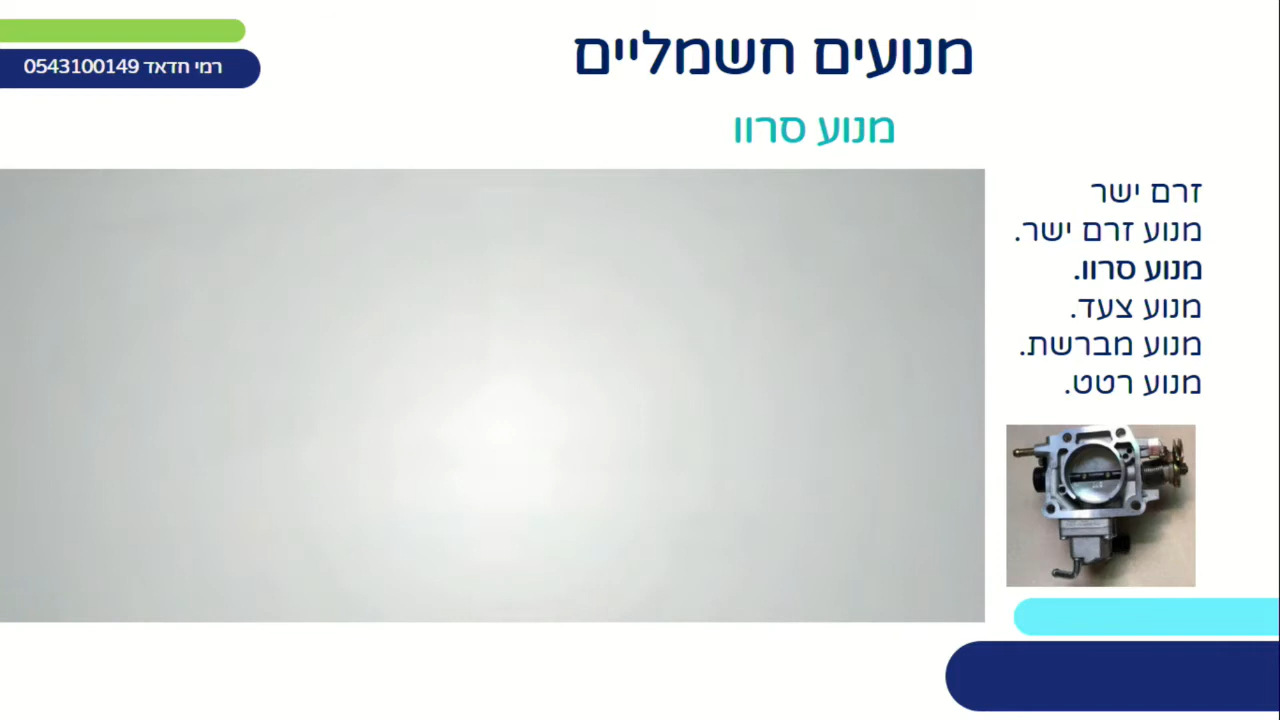 מנועים חשמליים
רמי חדאד 0543100149
מנוע סרוו
זרם ישר
מנוע זרם ישר.
מנוע סרוו.
מנוע צעד.
מנוע מברשת.
מנוע רטט.